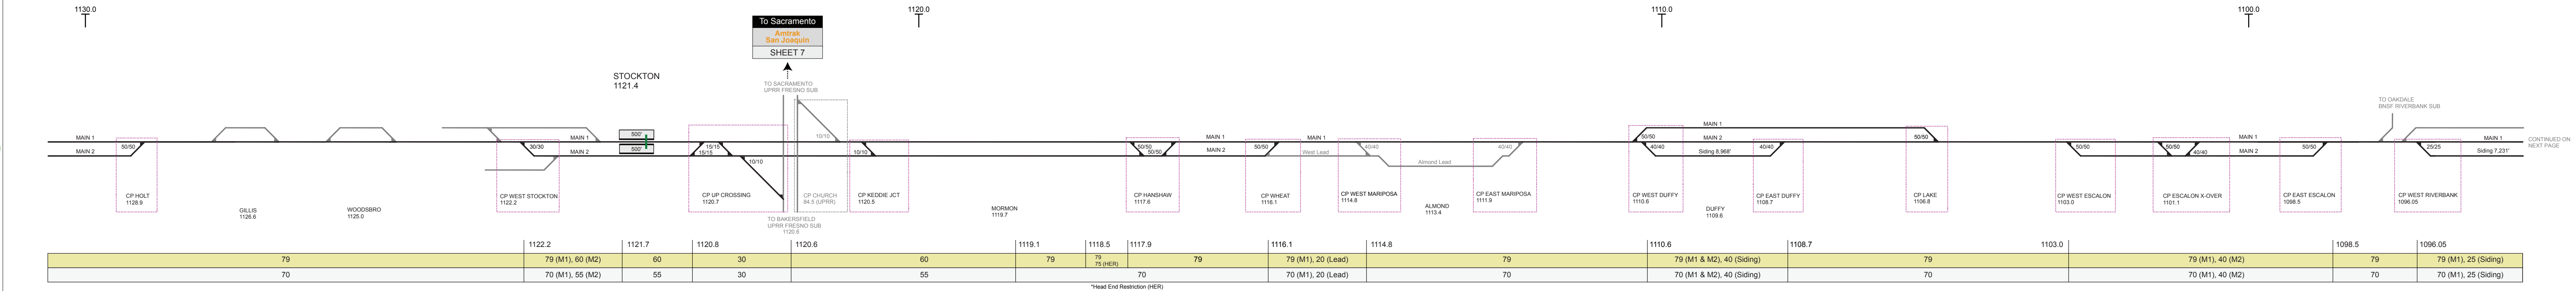 1130.0
1120.0
1110.0
1100.0
To Sacramento
Amtrak
San Joaquin
SHEET 7
STOCKTON
1121.4
TO SACRAMENTO
UPRR FRESNO SUB
TO OAKDALE
BNSF RIVERBANK SUB
MAIN 1
MAIN 2
50/50
30/30
MAIN 1
MAIN 2
500'
500'
15/15
15/15
10/10
10/10
10/10
50/50
50/50
MAIN 1
MAIN 2
50/50
MAIN 1
West Lead
40/40
Almond Lead
40/40
50/50
40/40
MAIN 1
MAIN 2
Siding 8,968'
40/40
50/50
50/50
50/50
40/40
MAIN 1
MAIN 2
50/50
25/25
MAIN 1
Siding 7,231'
CONTINUED ON
NEXT PAGE
CP HOLT
1128.9
GILLIS
1126.6
WOODSBRO
1125.0
CP WEST STOCKTON
1122.2
CP UP CROSSING
1120.7
CP CHURCH
84.5 (UPRR)
CP KEDDIE JCT
1120.5
TO BAKERSFIELD
UPRR FRESNO SUB
1120.6
MORMON
1119.7
CP HANSHAW
1117.6
CP WHEAT
1116.1
CP WEST MARIPOSA
1114.8
ALMOND
1113.4
CP EAST MARIPOSA
1111.9
CP WEST DUFFY
1110.6
DUFFY
1109.6
CP EAST DUFFY
1108.7
CP LAKE
1106.8
CP WEST ESCALON
1103.0
CP ESCALON X-OVER
1101.1
CP EAST ESCALON
1098.5
CP WEST RIVERBANK
1096.05
1122.2 1121.7 1120.8 1120.6 1119.1 1118.5 1117.9 1116.1 1114.8 1110.6 1108.7 1103.0 1098.5 1096.05
79 79 (M1), 60 (M2) 60 30 60 79 79 75 (HER) 79 79 (M1), 20 (Lead) 79 79 (M1 & M2), 40 (Siding) 79 79 (M1), 40 (M2) 79 79 (M1), 25 (Siding)
70 70 (M1), 55 (M2) 55 30 55 70 70 (M1), 20 (Lead) 70 70 (M1 & M2), 40 (Siding) 70 70 (M1), 40 (M2) 70 70 (M1), 25 (Siding)
*Head End Restriction (HER)